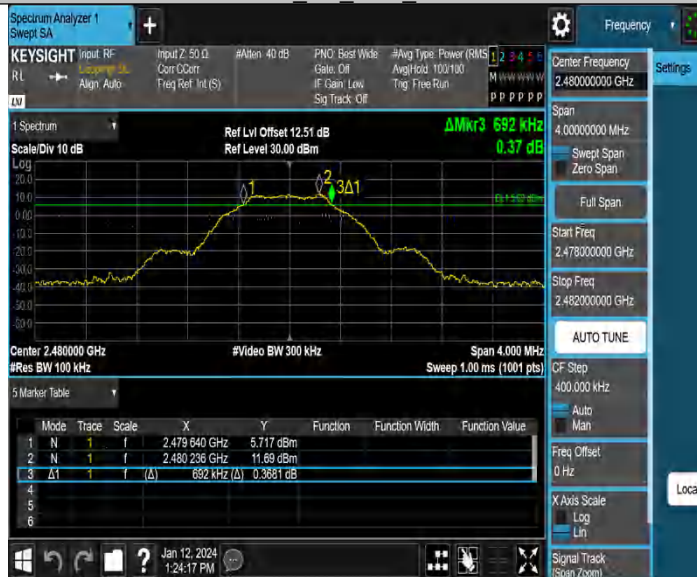 Spectrum Analyzer 1
Swept SA
Frequency
KEYSIGHT
Input: RF
Align: Auto
Input Z: 50 Ω
Corr CCorr
Freq Ref: Int (S)
#Atten: 40 dB
PNO: Best Wide
Gate: Off
IF Gain: Low
Sig Track: Off
#Avg Type: Power (RMS
Avg|Hold: 100/100
Trig: Free Run
1 2 3 4 5 6
M W W W W W
P P P P P P
R L
LXI
Center Frequency
2.480000000 GHz
Settings
Span
4.00000000 MHz
Swept Span
Zero Span
Full Span
Start Freq
2.478000000 GHz
Stop Freq
2.482000000 GHz
AUTO TUNE
CF Step
400.000 kHz
Auto
Man
Freq Offset
0 Hz
X Axis Scale
Log
Lin
Signal Track
(Span Zoom)
Loca
1 Spectrum
Scale/Div 10 dB
Ref Lvl Offset 12.51 dB
Ref Level 30.00 dBm
ΔMkr3 692 kHz
0.37 dB
Log
20.0
10.0
0.00
-10.0
-20.0
-30.0
-40.0
-50.0
-60.0
1
2
3Δ1
Center 2.480000 GHz
#Res BW 100 kHz
#Video BW 300 kHz
Span 4.000 MHz
Sweep 1.00 ms (1001 pts)
5 Marker Table
Mode Trace Scale X Y Function Function Width Function Value
1 N 1 f 2.479 640 GHz 5.717 dBm
2 N 1 f 2.480 236 GHz 11.69 dBm
3 Δ1 1 f (Δ) 692 kHz (Δ) 0.3681 dB
4
5
6
?
Jan 12, 2024
1:24:17 PM